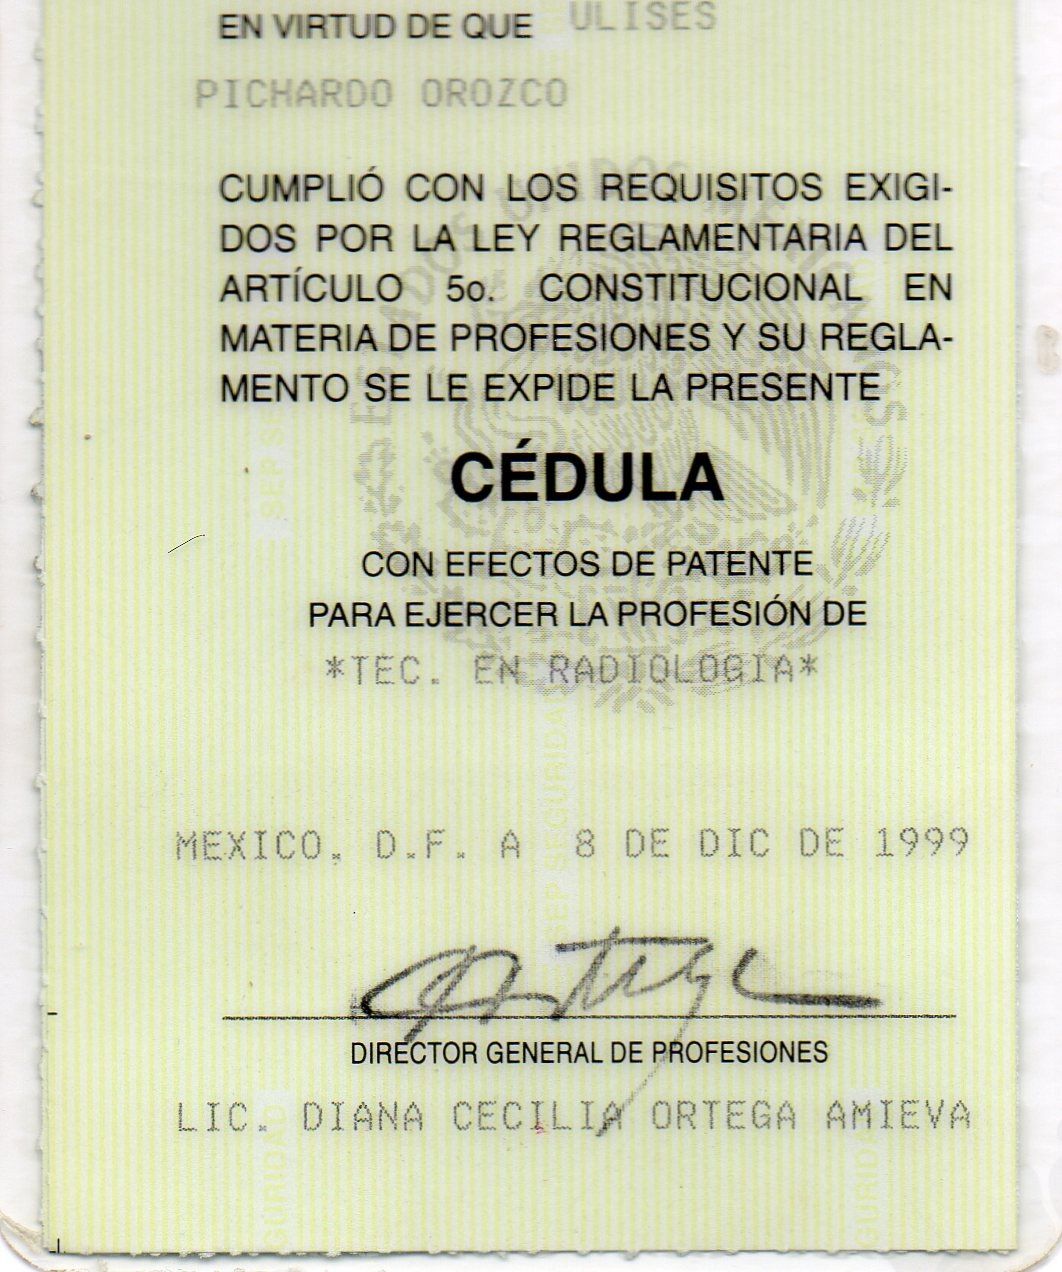 EN VIRTUD DE QUE ULISES
PICHARDO OROZCO
CUMPLIÓ CON LOS REQUISITOS EXIGI-
DOS POR LA LEY REGLAMENTARIA DEL
ARTÍCULO 5o. CONSTITUCIONAL EN
MATERIA DE PROFESIONES Y SU REGLA-
MENTO SE LE EXPIDE LA PRESENTE
CÉDULA
CON EFECTOS DE PATENTE
PARA EJERCER LA PROFESIÓN DE
*TEC. EN RADIOLOGIA*
MEXICO. D.F. A 8 DE DIC DE 1999
DIRECTOR GENERAL DE PROFESIONES
LIC. DIANA CECILIA ORTEGA AMIEVA